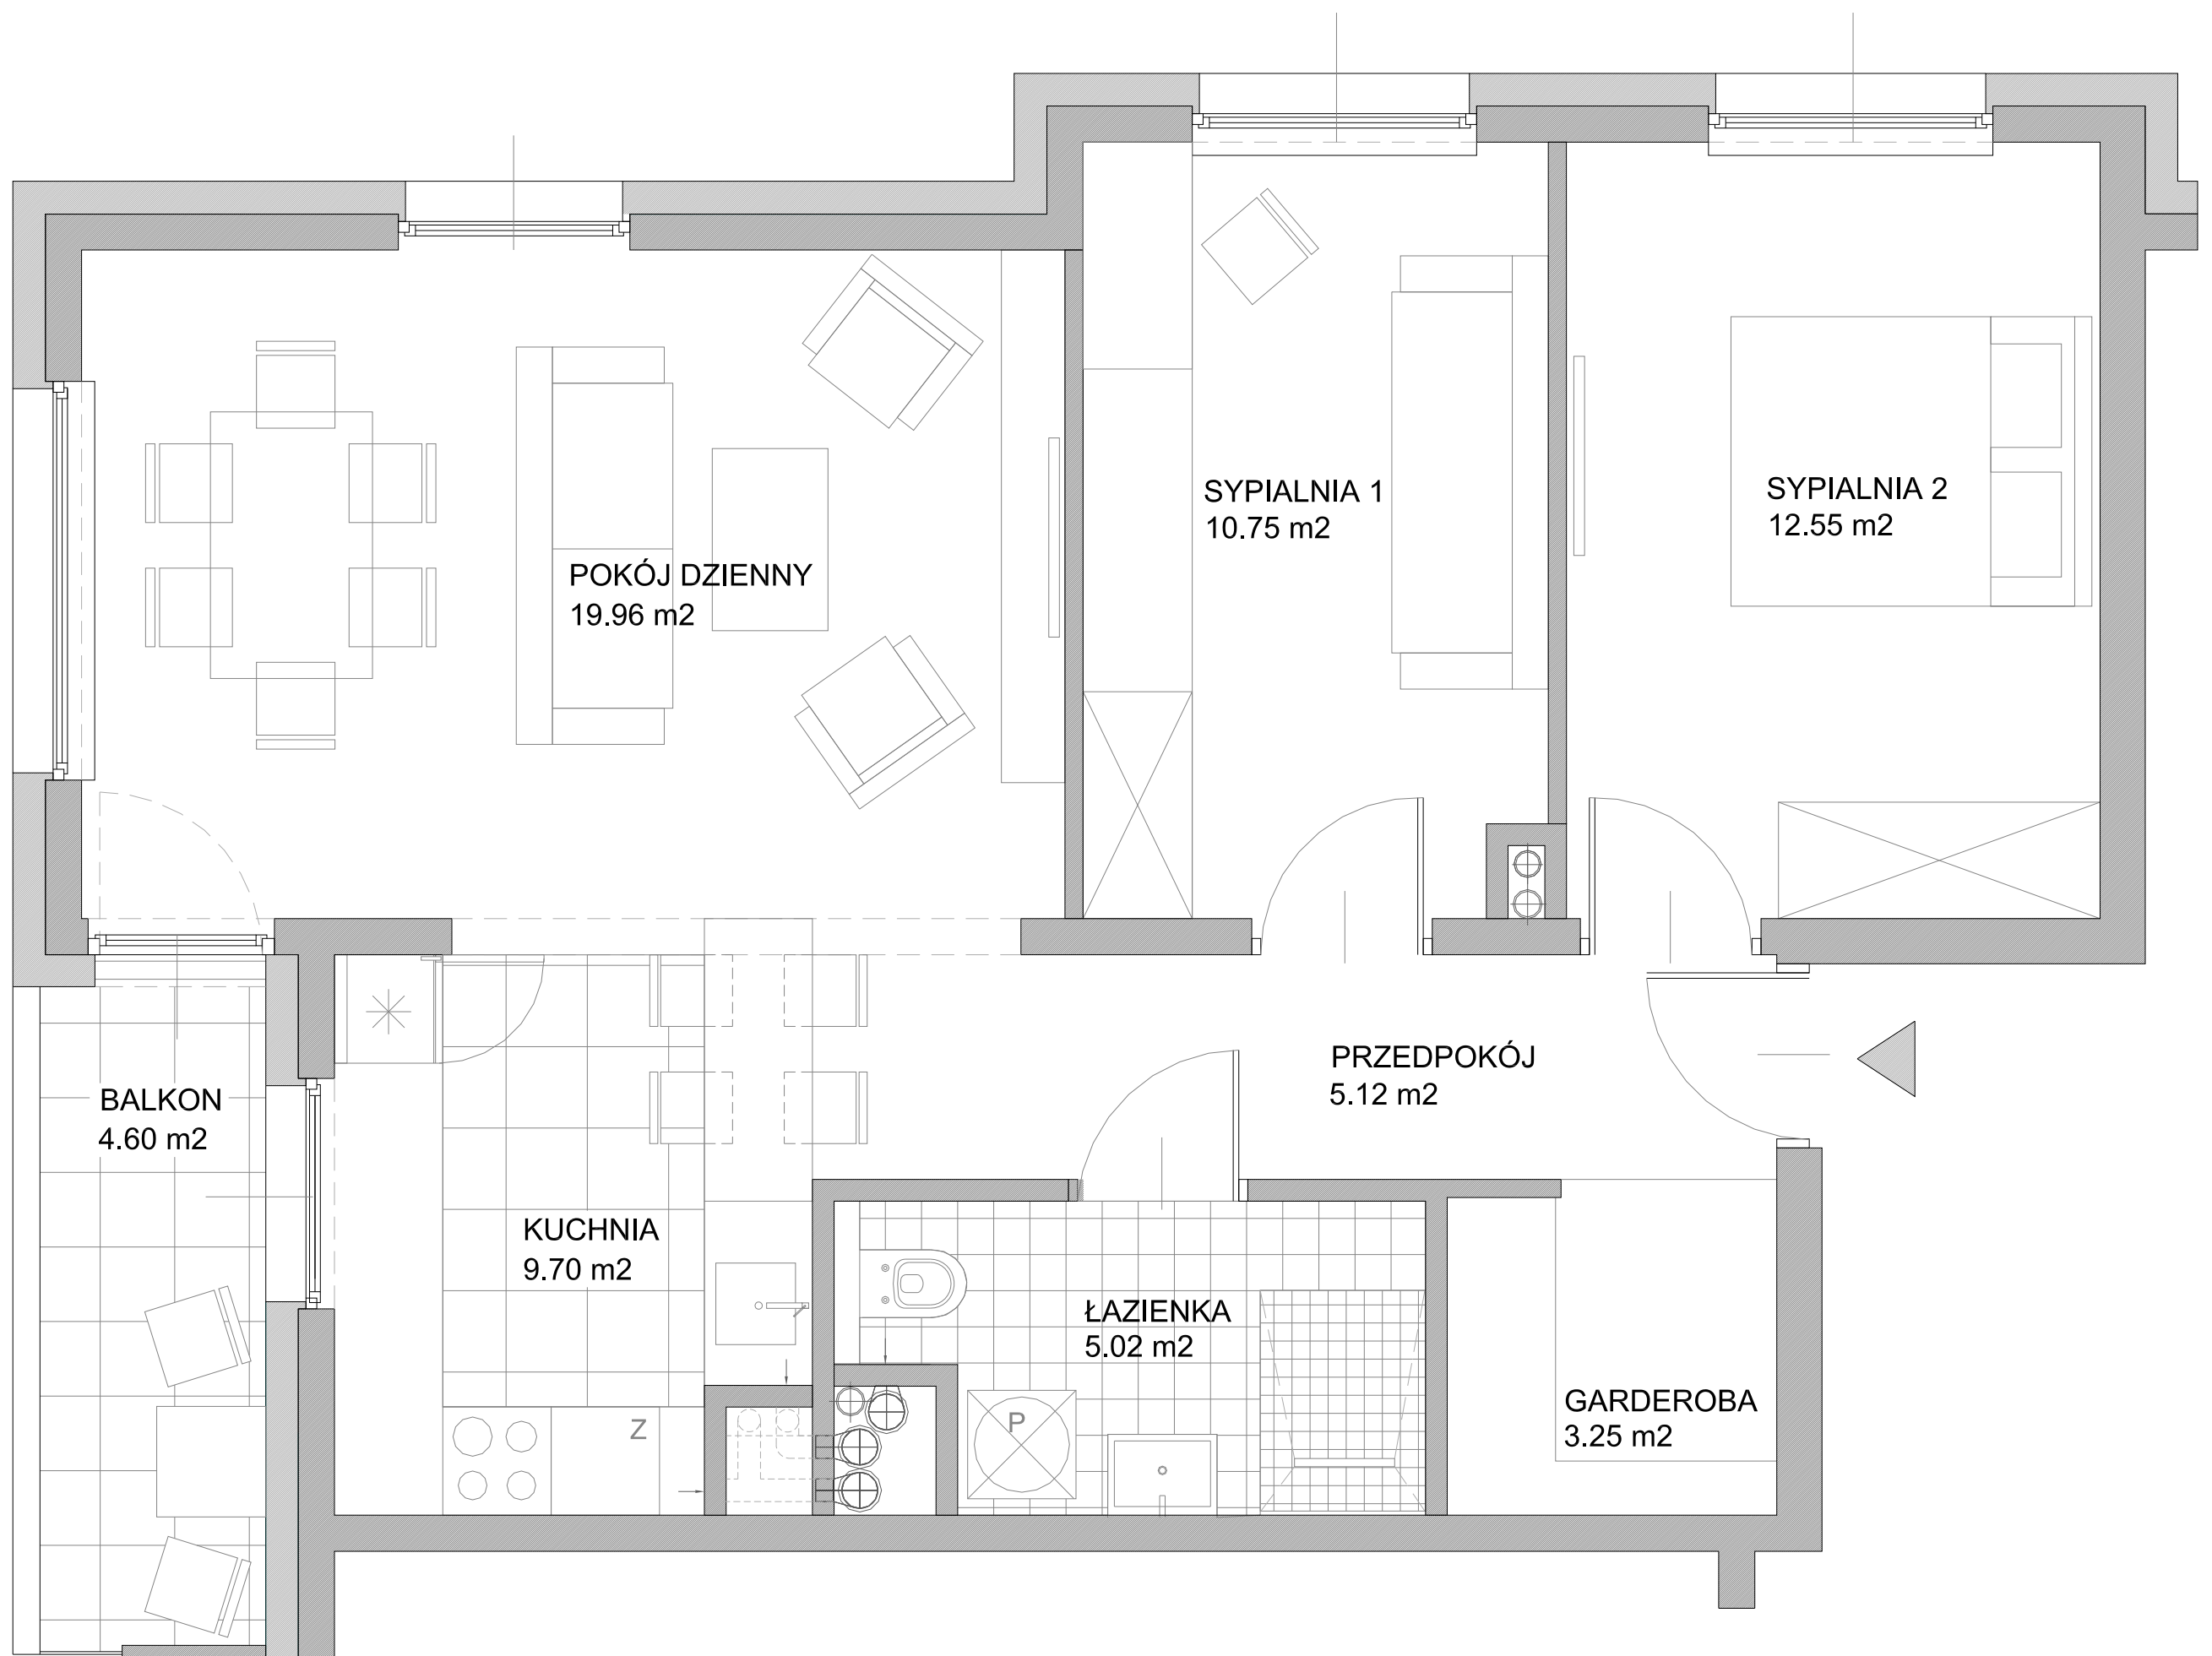 SYPIALNIA 1
10.75 m2
SYPIALNIA 2
12.55 m2
POKÓJ DZIENNY
19.96 m2
PRZEDPOKÓJ
5.12 m2
BALKON
4.60 m2
KUCHNIA
9.70 m2
ŁAZIENKA
5.02 m2
GARDEROBA
3.25 m2
Z
P